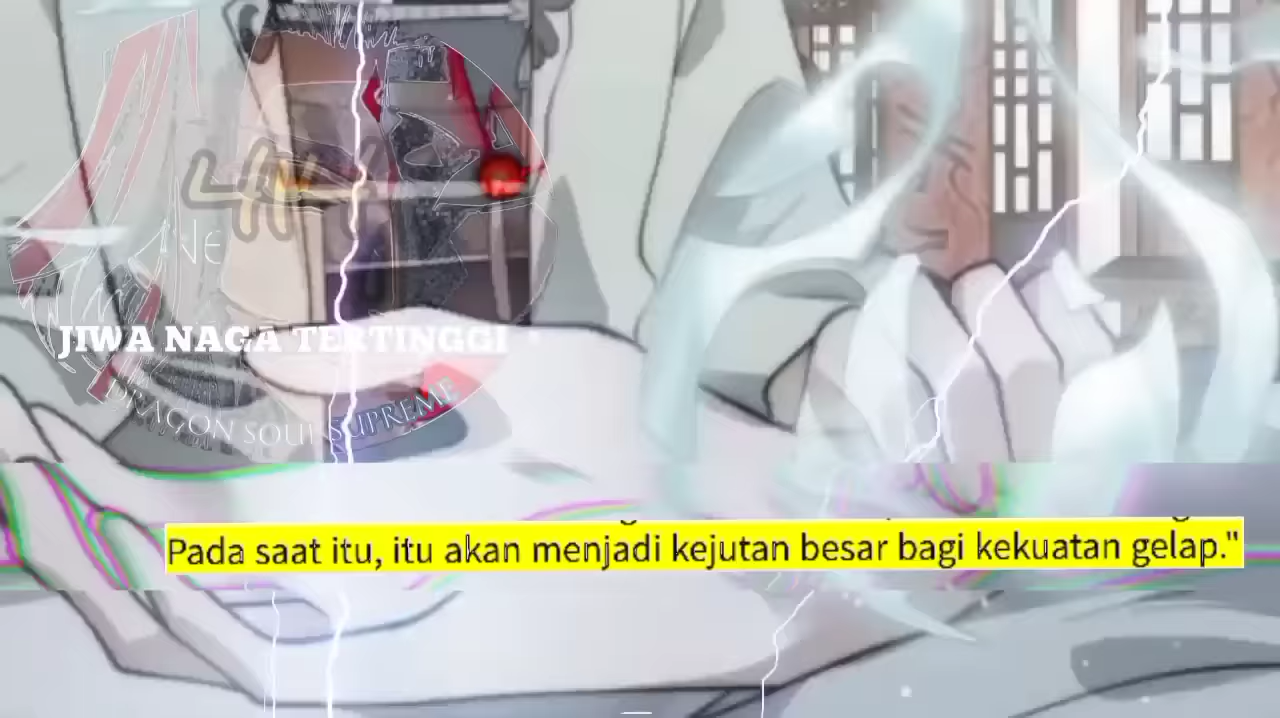 JIWA NAGA TERTINGGI
DRAGON SOUL SUPREME
Pada saat itu, itu akan menjadi kejutan besar bagi kekuatan gelap."